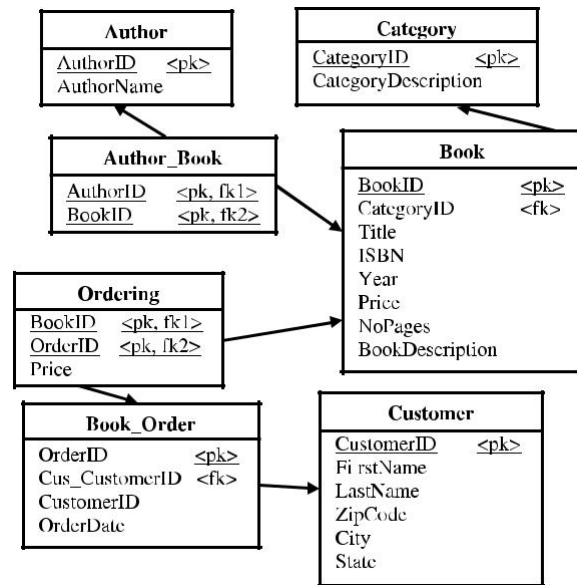 Author
AuthorID <pk>
AuthorName
Category
CategoryID <pk>
CategoryDescription
Author_Book
AuthorID <pk, fk1>
BookID <pk, fk2>
Book
BookID <pk>
CategoryID <fk>
Title
ISBN
Year
Price
NoPages
BookDescription
Ordering
BookID <pk, fk1>
OrderID <pk, fk2>
Price
Book_Order
OrderID <pk>
Cus_CustomerID <fk>
CustomerID
OrderDate
Customer
CustomerID <pk>
FirstName
LastName
ZipCode
City
State